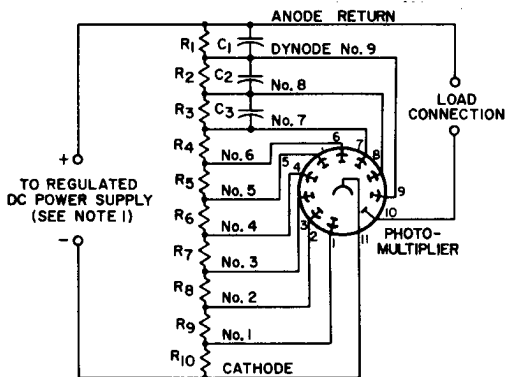 ANODE RETURN
R1 C1 DYNODE No. 9
R2 C2 No. 8
R3 C3 No. 7
R4 No. 6
R5 No. 5
R6 No. 4
R7 No. 3
R8 No. 2
R9 No. 1
R10 CATHODE
+
TO REGULATED
DC POWER SUPPLY
(SEE NOTE 1)
−
LOAD
CONNECTION
1
2
3
4
5
6
7
8
9
10
11
PHOTO-
MULTIPLIER